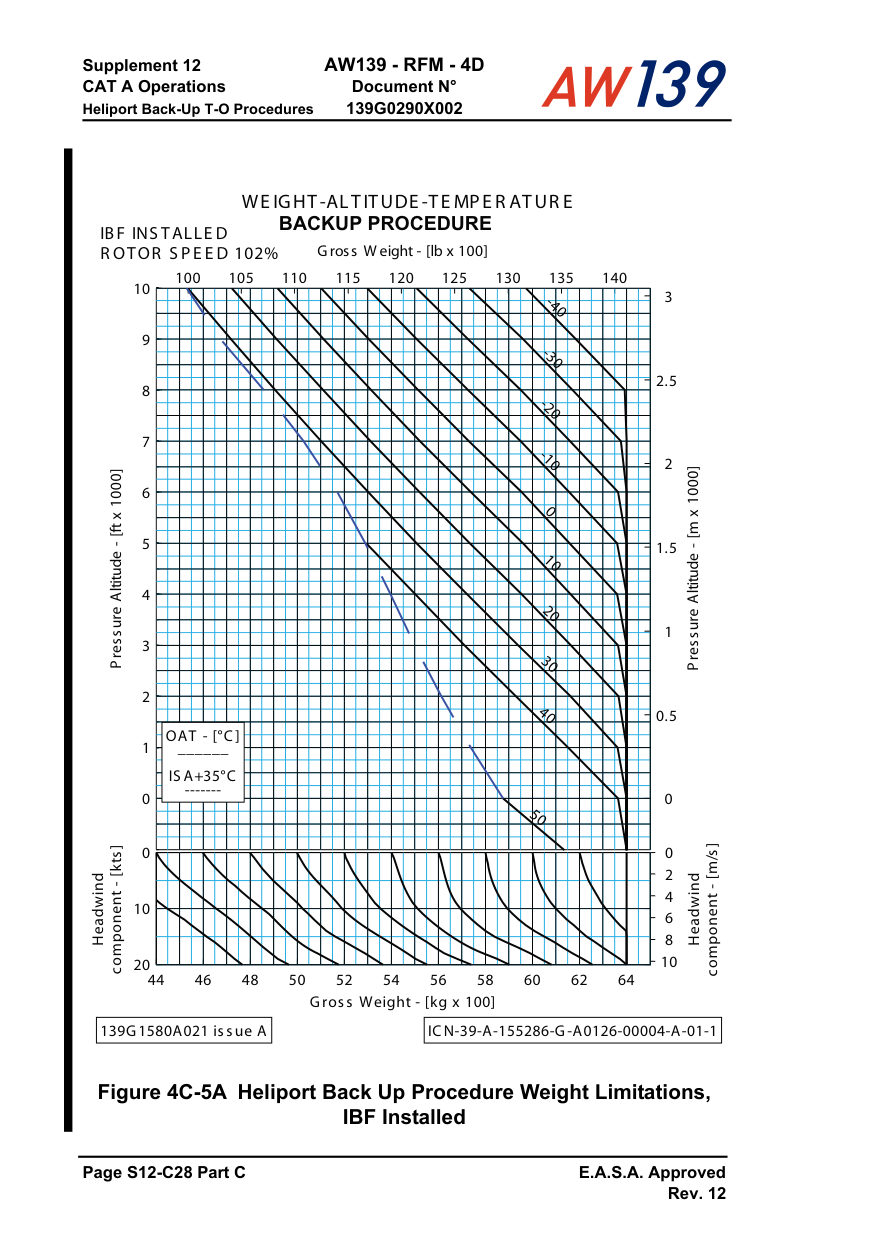 Supplement 12
CAT A Operations
Heliport Back-Up T-O Procedures
AW139 - RFM - 4D
Document N°
139G0290X002
AW139
WEIGHT-ALTITUDE-TEMPERATURE
BACKUP PROCEDURE
IBF INSTALLED
ROTOR SPEED 102%
Gross Weight - [lb x 100]
100 105 110 115 120 125 130 135 140
10
9
8
7
6
5
4
3
2
1
0
Pressure Altitude - [ft x 1000]
3
2.5
2
1.5
1
0.5
0
Pressure Altitude - [m x 1000]
-40
-30
-20
-10
0
10
20
30
40
50
OAT - [°C]
ISA+35°C
Headwind
component - [kts]
0
10
20
0
2
4
6
8
10
Headwind
component - [m/s]
44 46 48 50 52 54 56 58 60 62 64
Gross Weight - [kg x 100]
139G1580A021 issue A
ICN-39-A-155286-G-A0126-00004-A-01-1
Figure 4C-5A Heliport Back Up Procedure Weight Limitations,
IBF Installed
Page S12-C28 Part C
E.A.S.A. Approved
Rev. 12